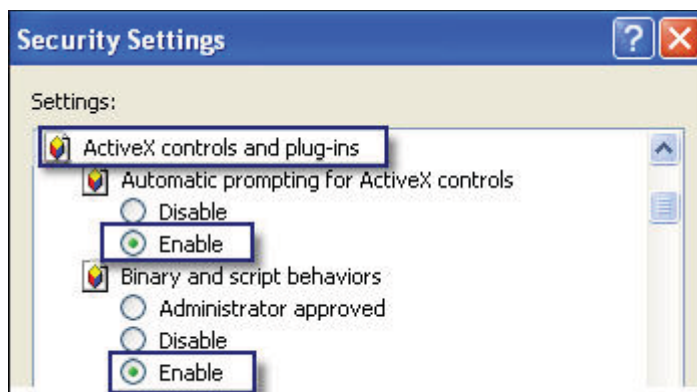 Security Settings
Settings:
ActiveX controls and plug-ins
Automatic prompting for ActiveX controls
Disable
Enable
Binary and script behaviors
Administrator approved
Disable
Enable